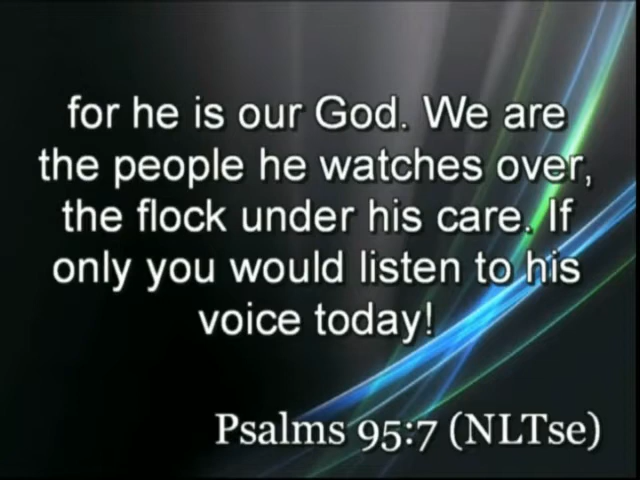 for he is our God. We are
the people he watches over,
the flock under his care. If
only you would listen to his
voice today!
Psalms 95:7 (NLTse)